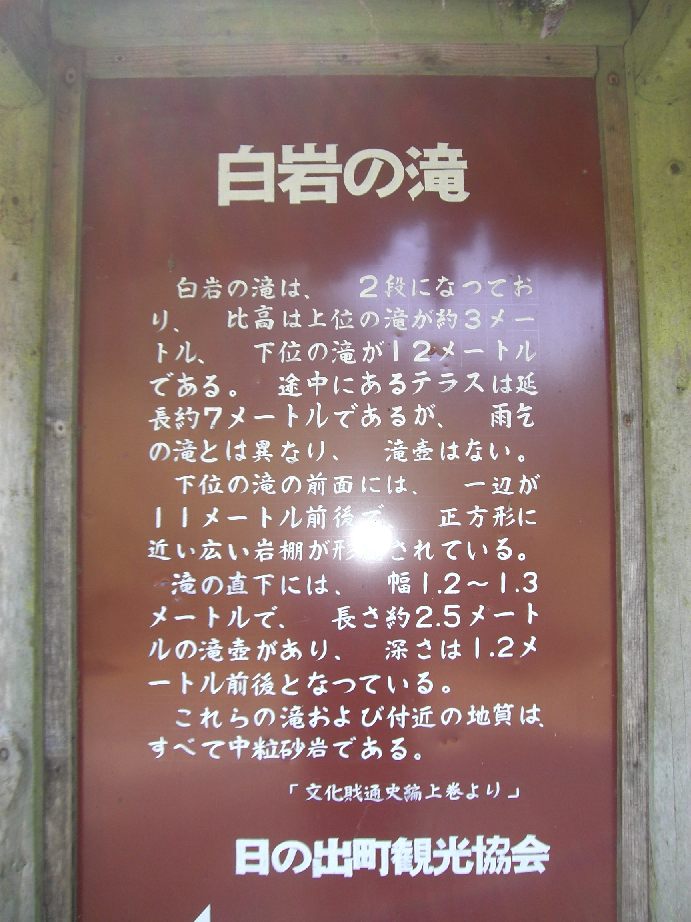 白岩の滝
白岩の滝は、　２段になつてお
り、　比高は上位の滝が約３メー
トル、　下位の滝が１２メートル
である。　途中にあるテラスは延
長約７メートルであるが、　雨乞
の滝とは異なり、　滝壺はない。
下位の滝の前面には、　一辺が
１１メートル前後で、　正方形に
近い広い岩棚が形されている。
滝の直下には、　幅１.２～１.３
メートルで、　長さ約２.５メート
ルの滝壺があり、　深さは１.２メ
ートル前後となつている。
これらの滝および付近の地質は、
すべて中粒砂岩である。
「文化財通史編上巻より」
日の出町観光協会